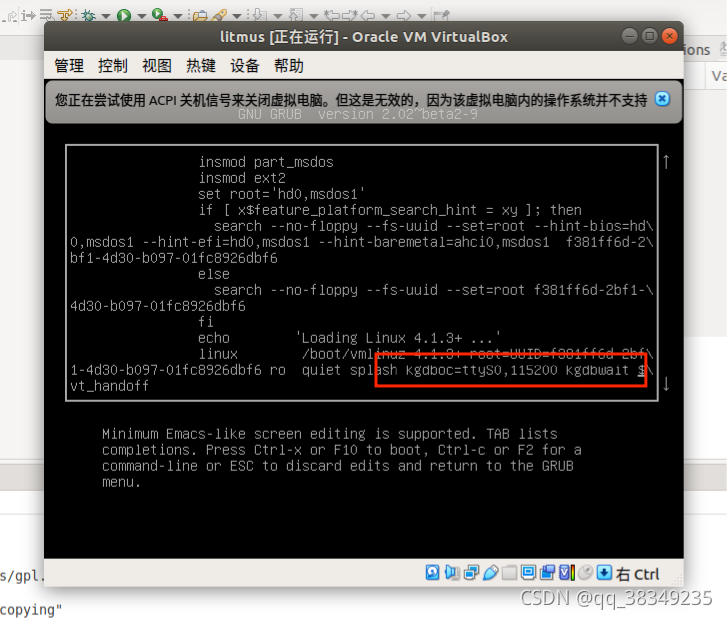 ions
Va
litmus [正在运行] - Oracle VM VirtualBox
管理 控制 视图 热键 设备 帮助
您正在尝试使用 ACPI 关机信号来关闭虚拟电脑。但这是无效的，因为该虚拟电脑内的操作系统并不支持
GNU GRUB version 2.02~beta2-9
insmod part_msdos
insmod ext2
set root='hd0,msdos1'
if [ x$feature_platform_search_hint = xy ]; then
search --no-floppy --fs-uuid --set=root --hint-bios=hd\
0,msdos1 --hint-efi=hd0,msdos1 --hint-baremetal=ahci0,msdos1 f381ff6d-2\
bf1-4d30-b097-01fc8926dbf6
else
search --no-floppy --fs-uuid --set=root f381ff6d-2bf1-\
4d30-b097-01fc8926dbf6
fi
echo 'Loading Linux 4.1.3+ ...'
linux /boot/vmlinuz-4.1.3+ root=UUID=f381ff6d-2bf\
1-4d30-b097-01fc8926dbf6 ro quiet splash kgdboc=ttyS0,115200 kgdbwait $\
vt_handoff
Minimum Emacs-like screen editing is supported. TAB lists
completions. Press Ctrl-x or F10 to boot, Ctrl-c or F2 for a
command-line or ESC to discard edits and return to the GRUB
menu.
s/gpl.
右 Ctrl
CSDN @qq_38349235
copying"